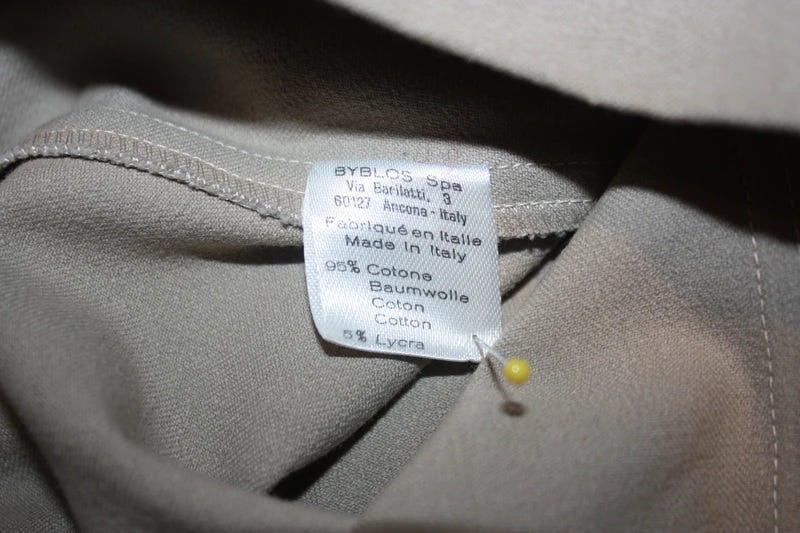 BYBLOS Spa
Via Barilatti, 3
60127 Ancona - Italy
Fabriqué en Italie
Made in Italy
95% Cotone
Baumwolle
Coton
Cotton
5% Lycra